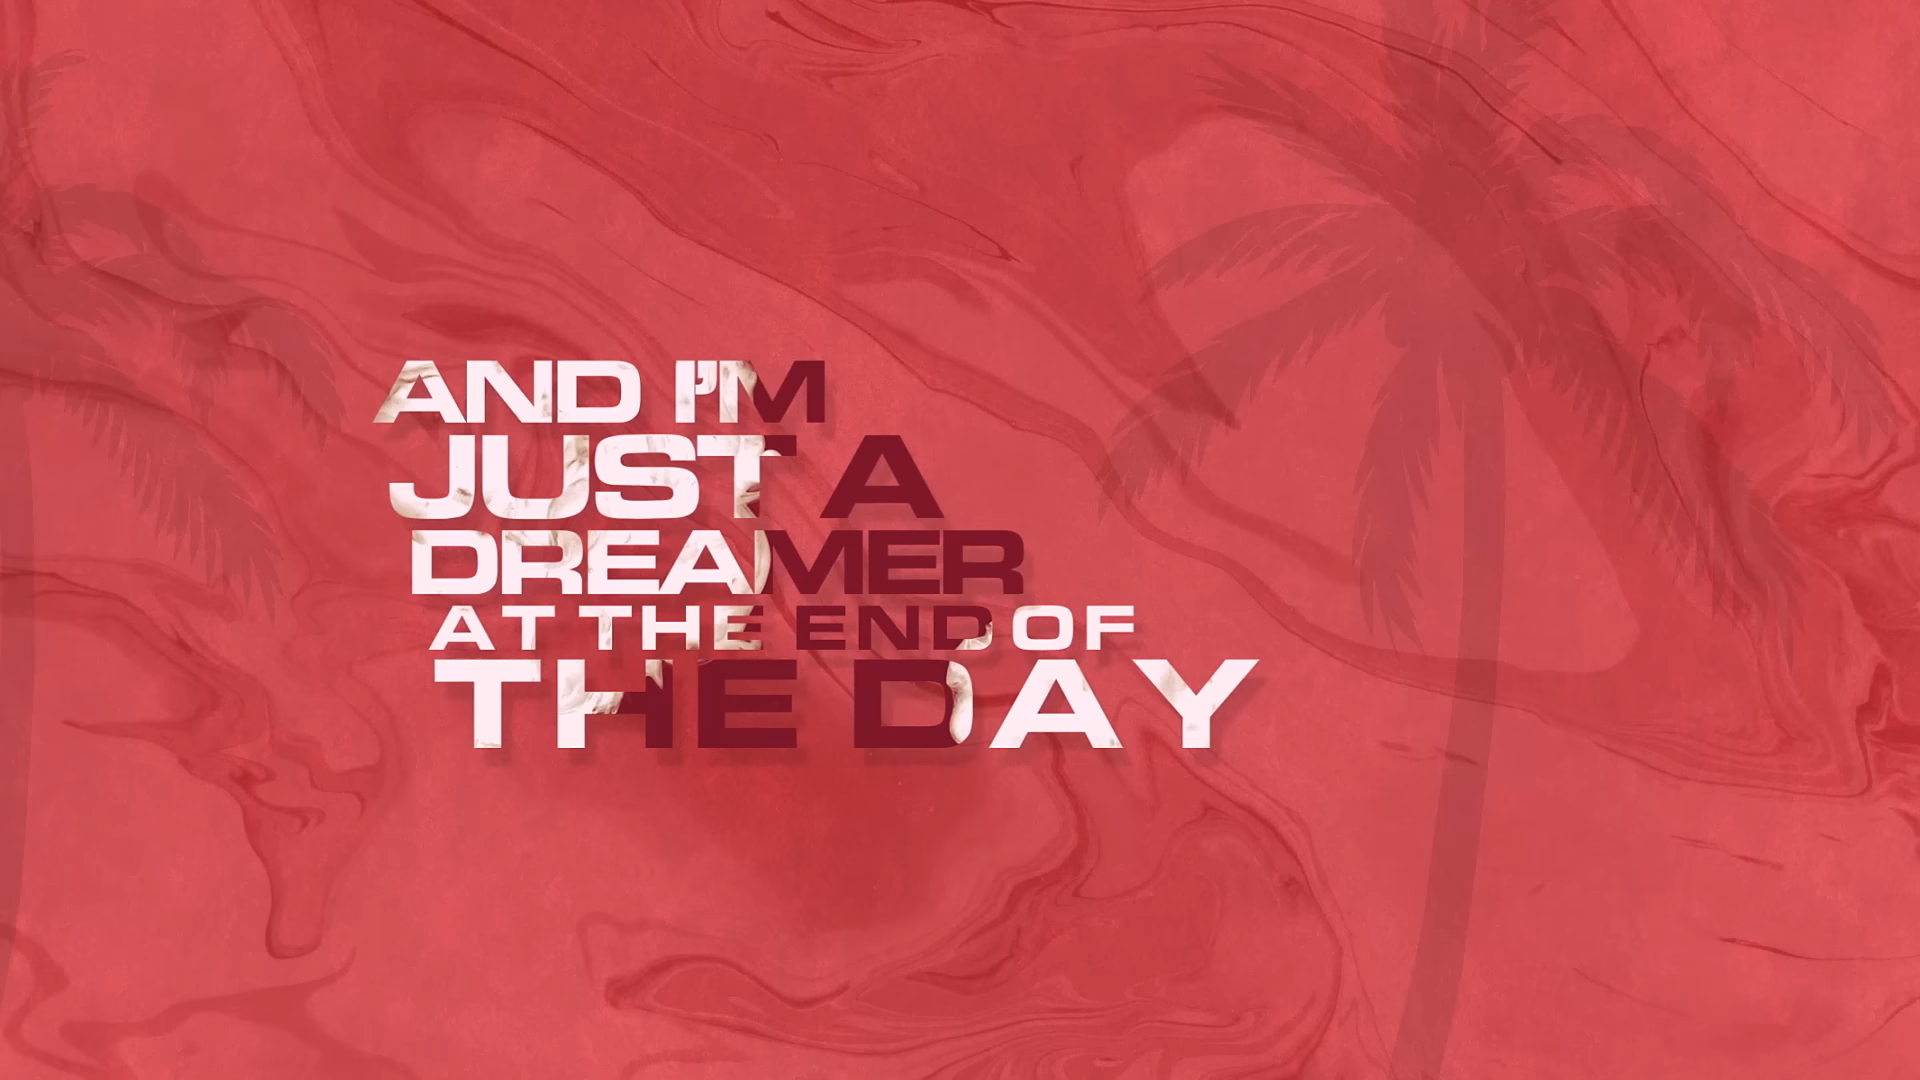 AND I'M
JUST A
DREAMER
AT THE END OF
THE DAY